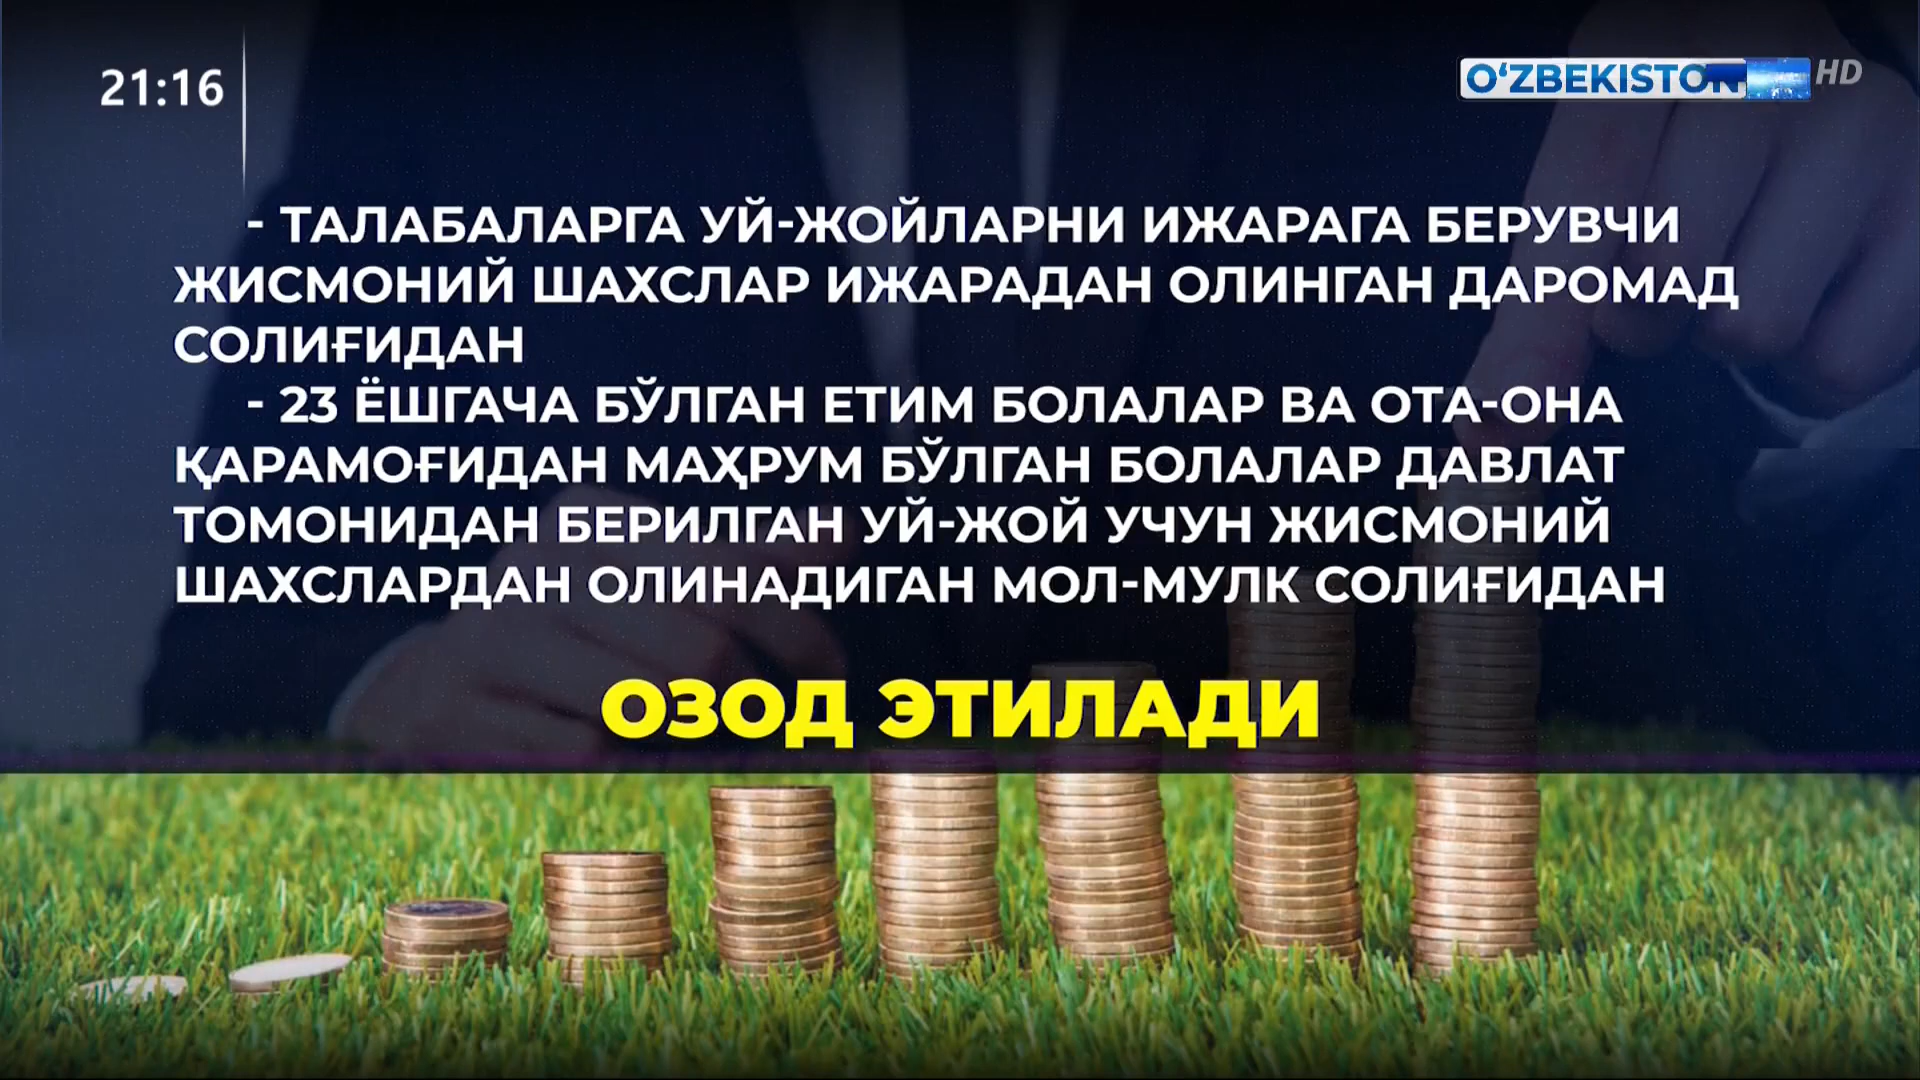 21:16
O‘ZBEKISTON HD
- ТАЛАБАЛАРГА УЙ-ЖОЙЛАРНИ ИЖАРАГА БЕРУВЧИ
ЖИСМОНИЙ ШАХСЛАР ИЖАРАДАН ОЛИНГАН ДАРОМАД
СОЛИҒИДАН
- 23 ЁШГАЧА БЎЛГАН ЕТИМ БОЛАЛАР ВА ОТА-ОНА
ҚАРАМОҒИДАН МАҲРУМ БЎЛГАН БОЛАЛАР ДАВЛАТ
ТОМОНИДАН БЕРИЛГАН УЙ-ЖОЙ УЧУН ЖИСМОНИЙ
ШАХСЛАРДАН ОЛИНАДИГАН МОЛ-МУЛК СОЛИҒИДАН
ОЗОД ЭТИЛАДИ